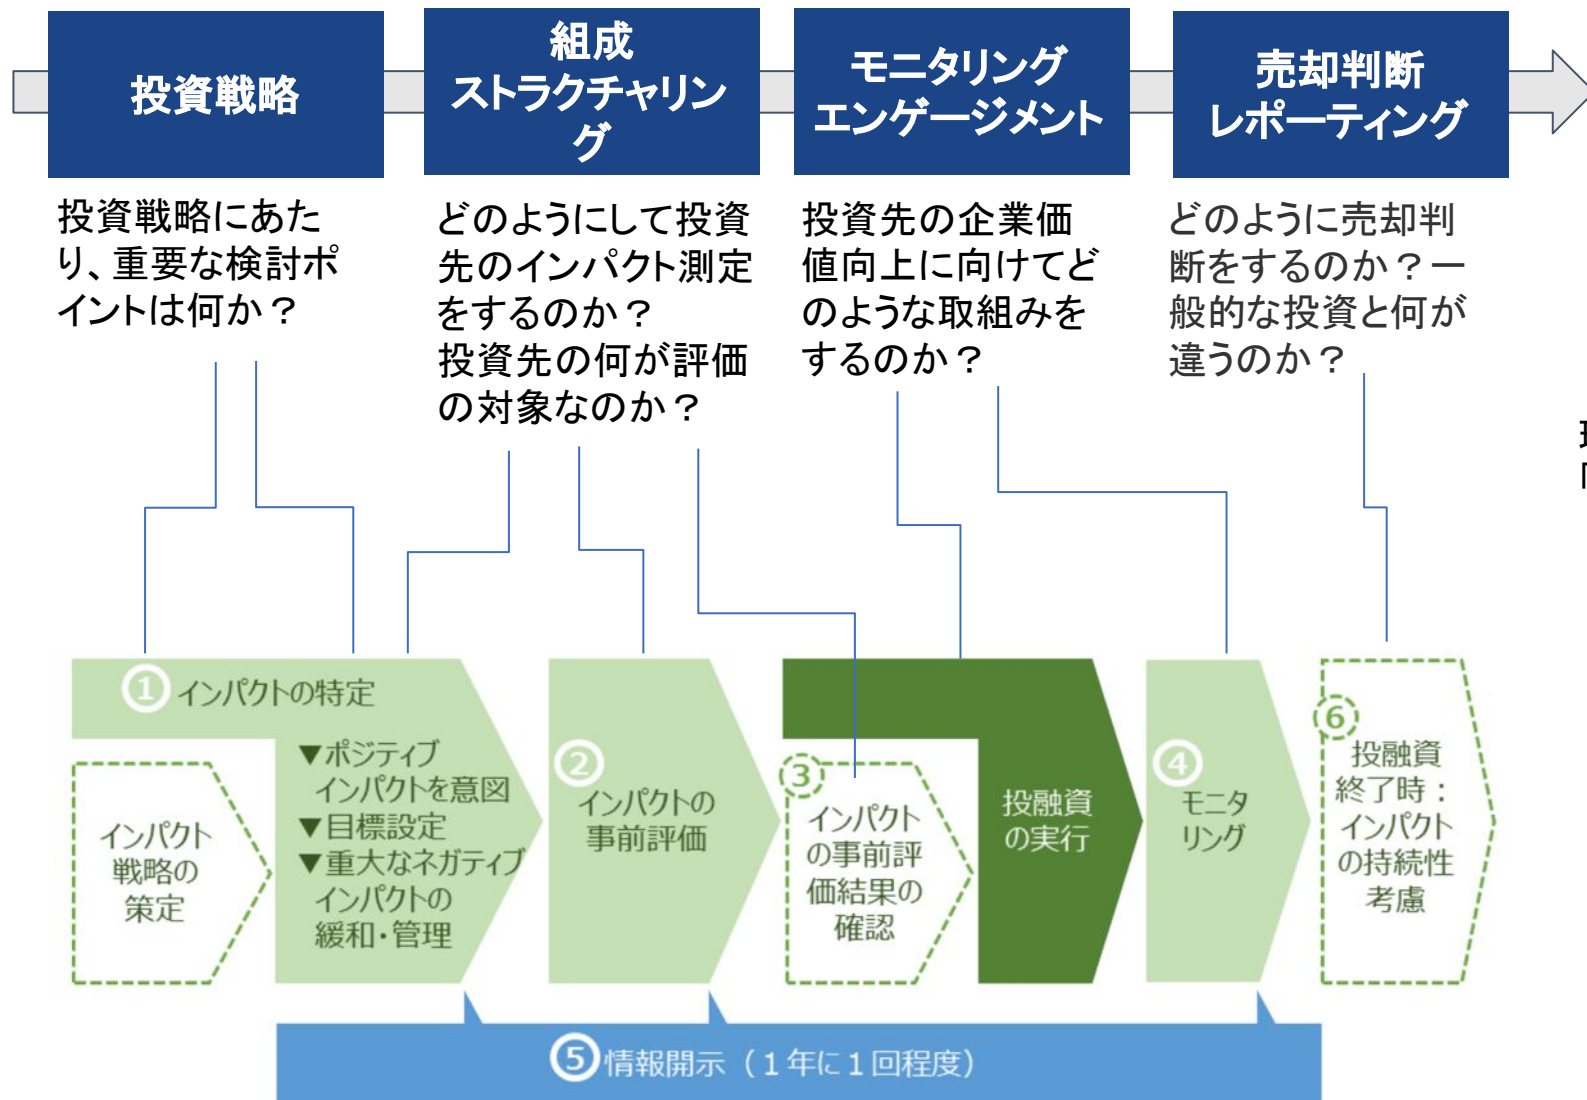 投資戦略
組成
ストラクチャリン
グ
モニタリング
エンゲージメント
売却判断
レポーティング
投資戦略にあた
り、重要な検討ポ
イントは何か？
どのようにして投資
先のインパクト測定
をするのか？
投資先の何が評価
の対象なのか？
投資先の企業価
値向上に向けてど
のような取組みを
するのか？
どのように売却判
断をするのか？一
般的な投資と何が
違うのか？
① インパクトの特定
▼ポジティブ
インパクトを意図
▼目標設定
▼重大なネガティブ
インパクトの
緩和・管理
インパクト
戦略の
策定
②
インパクトの
事前評価
③
インパクト
の事前評
価結果の
確認
投融資
の実行
④
モニタ
リング
⑥
投融資
終了時：
インパクト
の持続性
考慮
⑤情報開示（１年に１回程度）